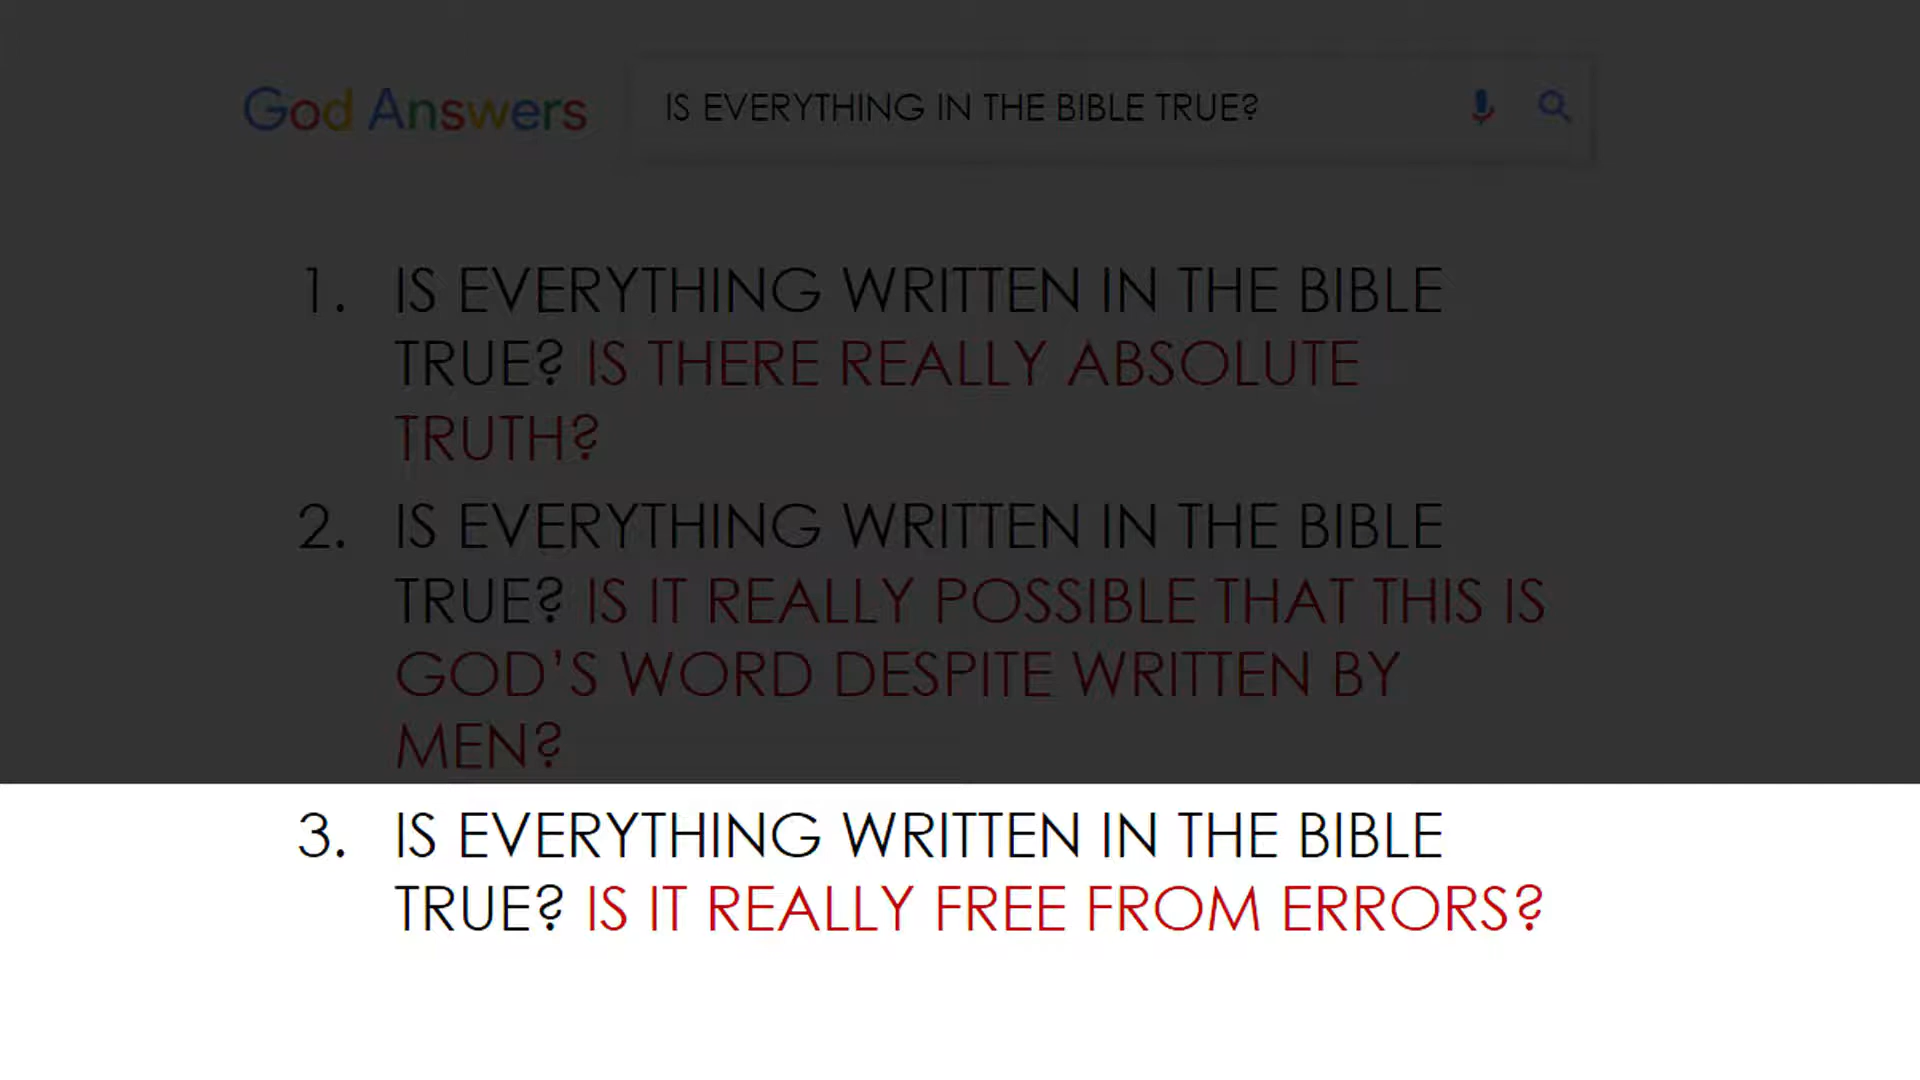 God Answers
IS EVERYTHING IN THE BIBLE TRUE?
1. IS EVERYTHING WRITTEN IN THE BIBLE
TRUE? IS THERE REALLY ABSOLUTE
TRUTH?
2. IS EVERYTHING WRITTEN IN THE BIBLE
TRUE? IS IT REALLY POSSIBLE THAT THIS IS
GOD'S WORD DESPITE WRITTEN BY
MEN?
3. IS EVERYTHING WRITTEN IN THE BIBLE
TRUE? IS IT REALLY FREE FROM ERRORS?